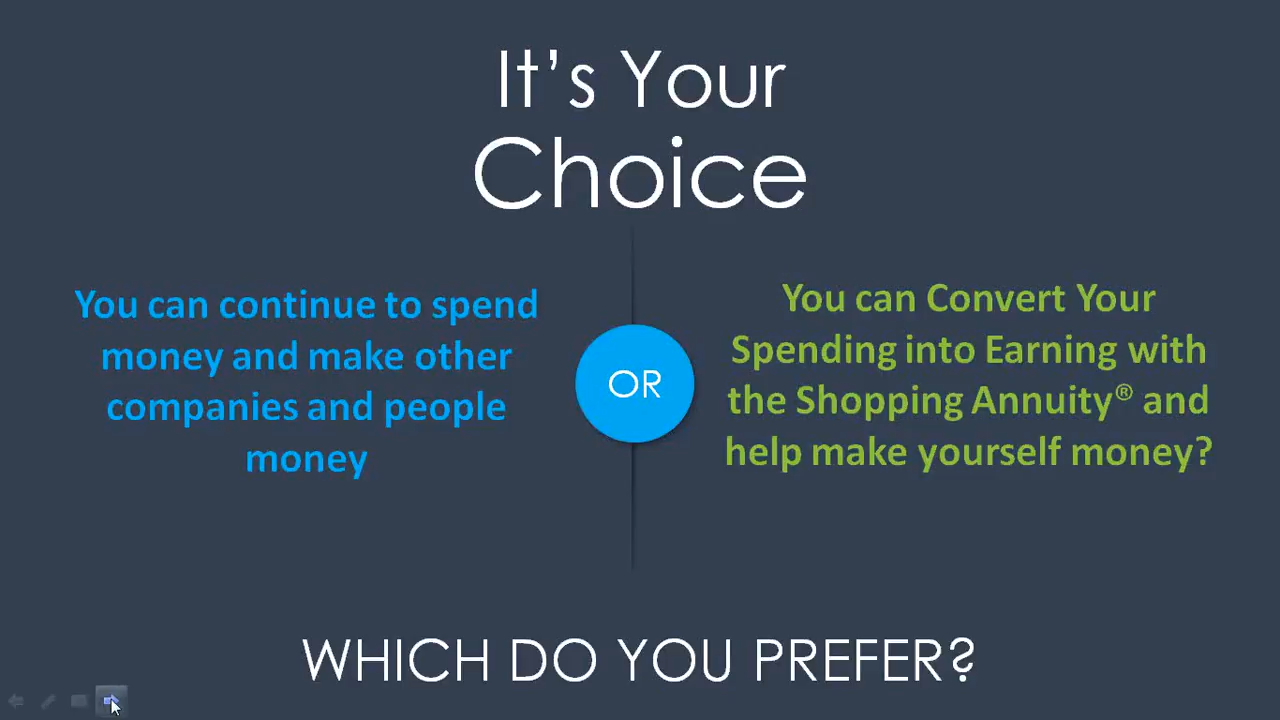 It's Your
Choice
You can continue to spend
money and make other
companies and people
money
OR
You can Convert Your
Spending into Earning with
the Shopping Annuity® and
help make yourself money?
WHICH DO YOU PREFER?